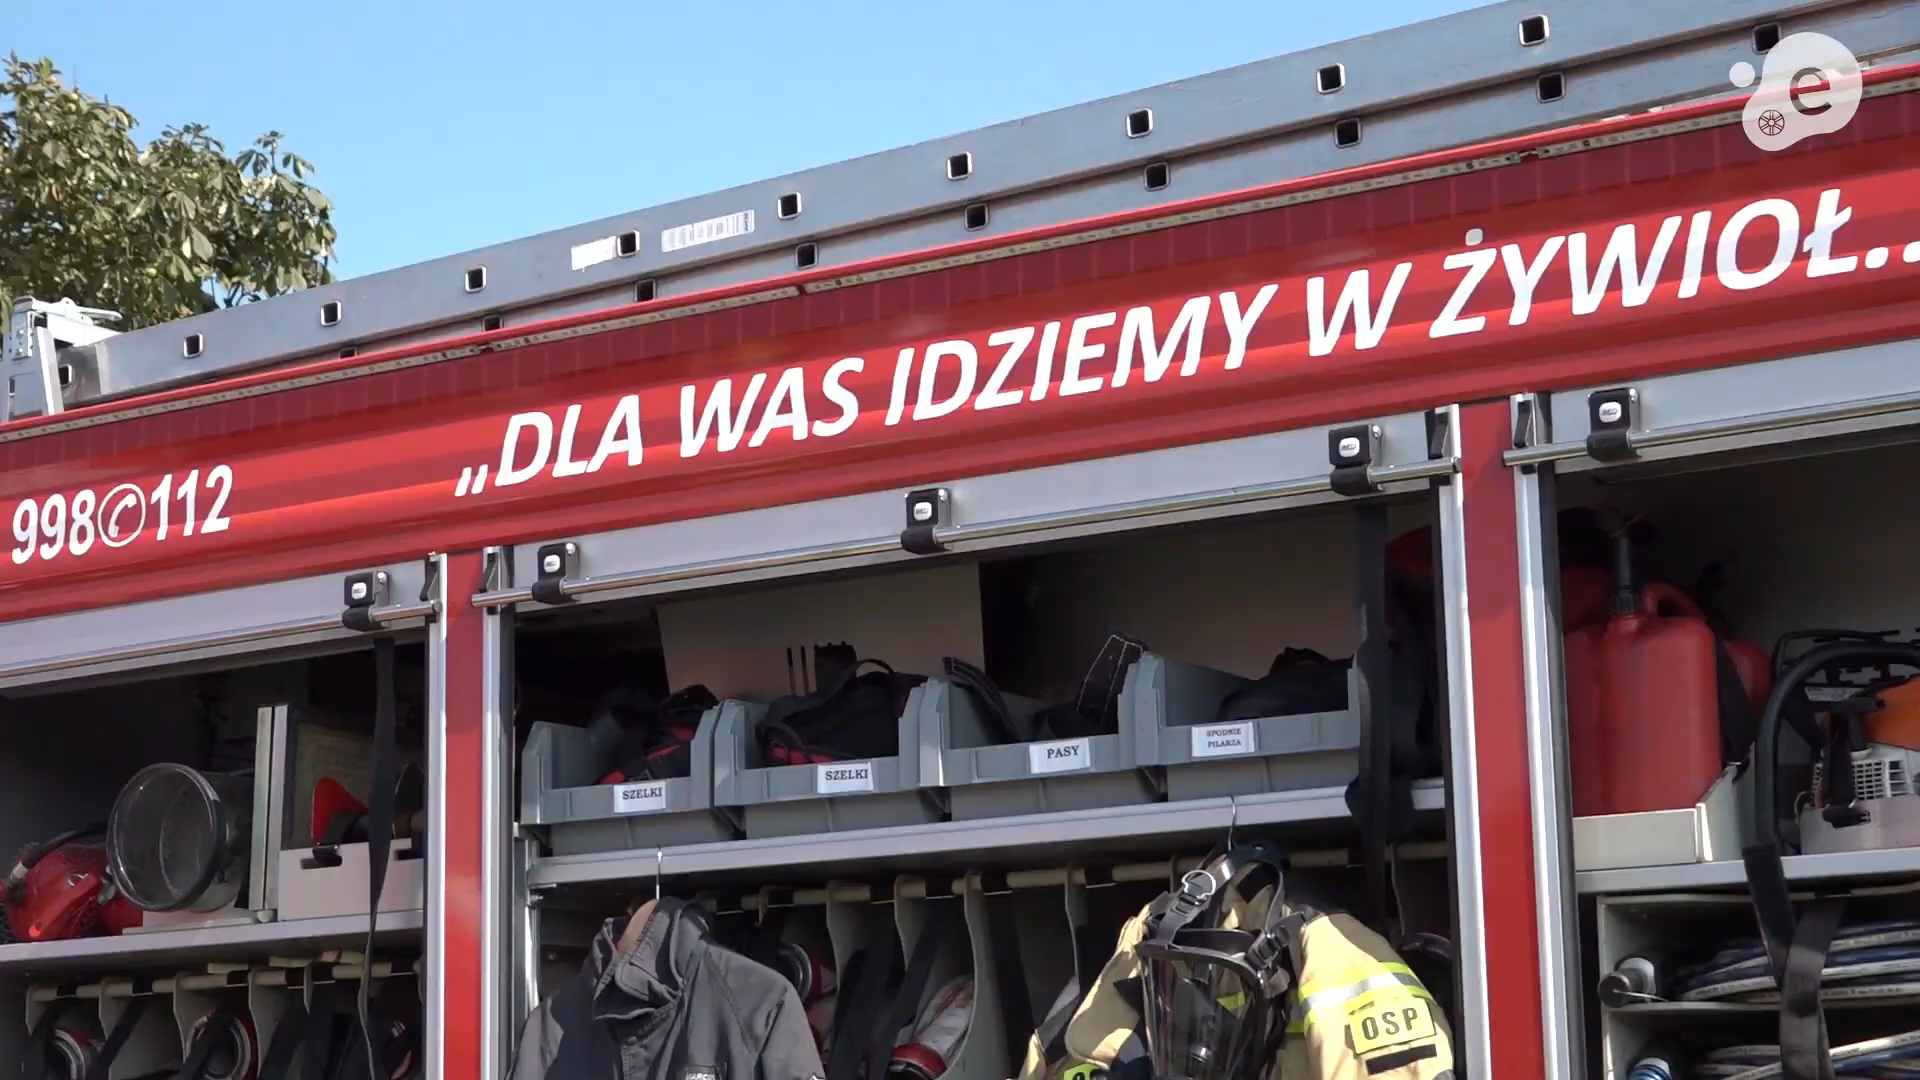 e
„DLA WAS IDZIEMY W ŻYWIOŁ..
998✆112
SZELKI
SZELKI
PASY
SPODNIE
PILARZA
OSP